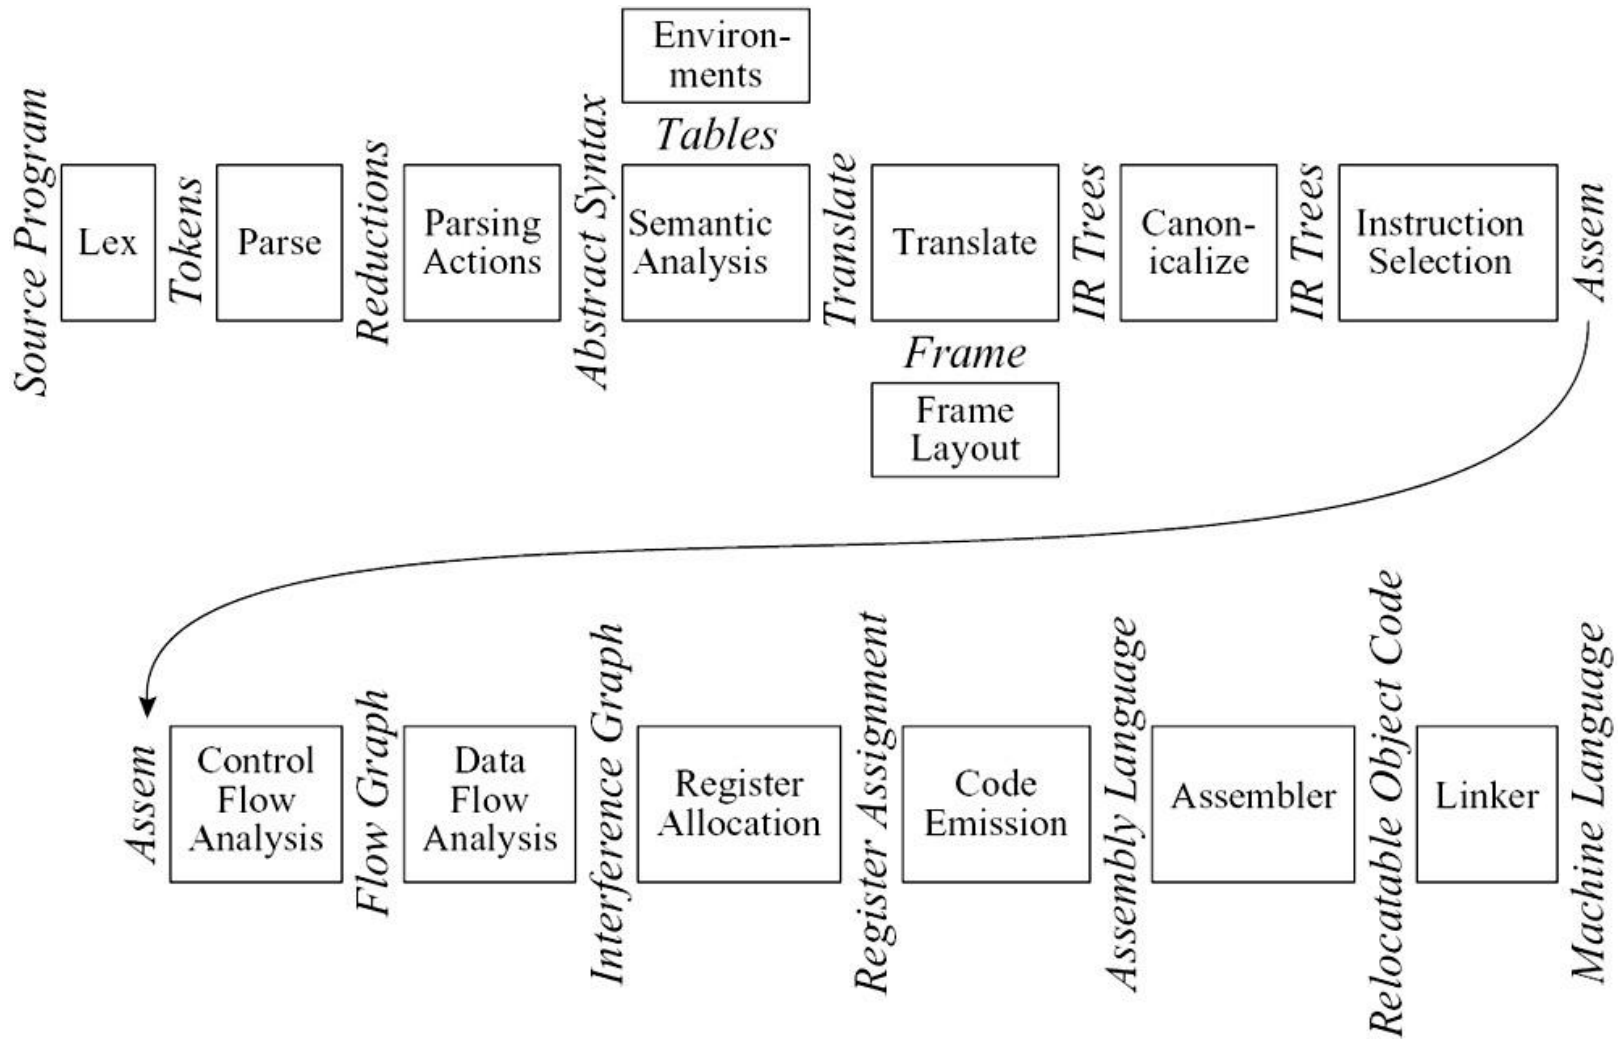 Environ-
ments
Tables
Source Program
Lex
Tokens
Parse
Reductions
Parsing
Actions
Abstract Syntax
Semantic
Analysis
Translate
Translate
IR Trees
Canon-
icalize
IR Trees
Instruction
Selection
Assem
Frame
Frame
Layout
Assem
Control
Flow
Analysis
Flow Graph
Data
Flow
Analysis
Interference Graph
Register
Allocation
Register Assignment
Code
Emission
Assembly Language
Assembler
Relocatable Object Code
Linker
Machine Language